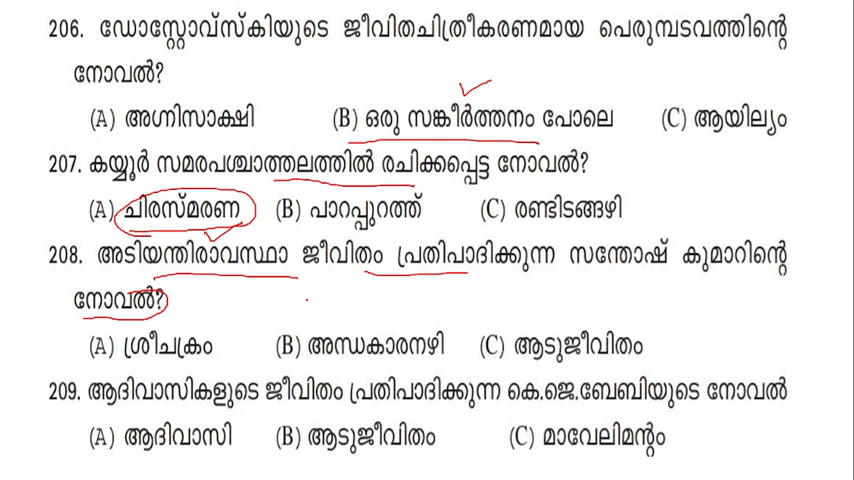 206. ഡോസ്റ്റോവ്സ്കിയുടെ ജീവിതചിത്രീകരണമായ പെരുമ്പടവത്തിന്റെ
നോവൽ?
(A) അഗ്നിസാക്ഷി (B) ഒരു സങ്കീർത്തനം പോലെ (C) ആയില്യം
207. കയ്യൂർ സമരപശ്ചാത്തലത്തിൽ രചിക്കപ്പെട്ട നോവൽ?
(A) ചിരസ്മരണ (B) പാറപ്പുറത്ത് (C) രണ്ടിടങ്ങഴി
208. അടിയന്തിരാവസ്ഥാ ജീവിതം പ്രതിപാദിക്കുന്ന സന്തോഷ് കുമാറിന്റെ
നോവൽ?
(A) ശ്രീചക്രം (B) അന്ധകാരനഴി (C) ആടുജീവിതം
209. ആദിവാസികളുടെ ജീവിതം പ്രതിപാദിക്കുന്ന കെ.ജെ.ബേബിയുടെ നോവൽ
(A) ആദിവാസി (B) ആടുജീവിതം (C) മാവേലിമന്റം